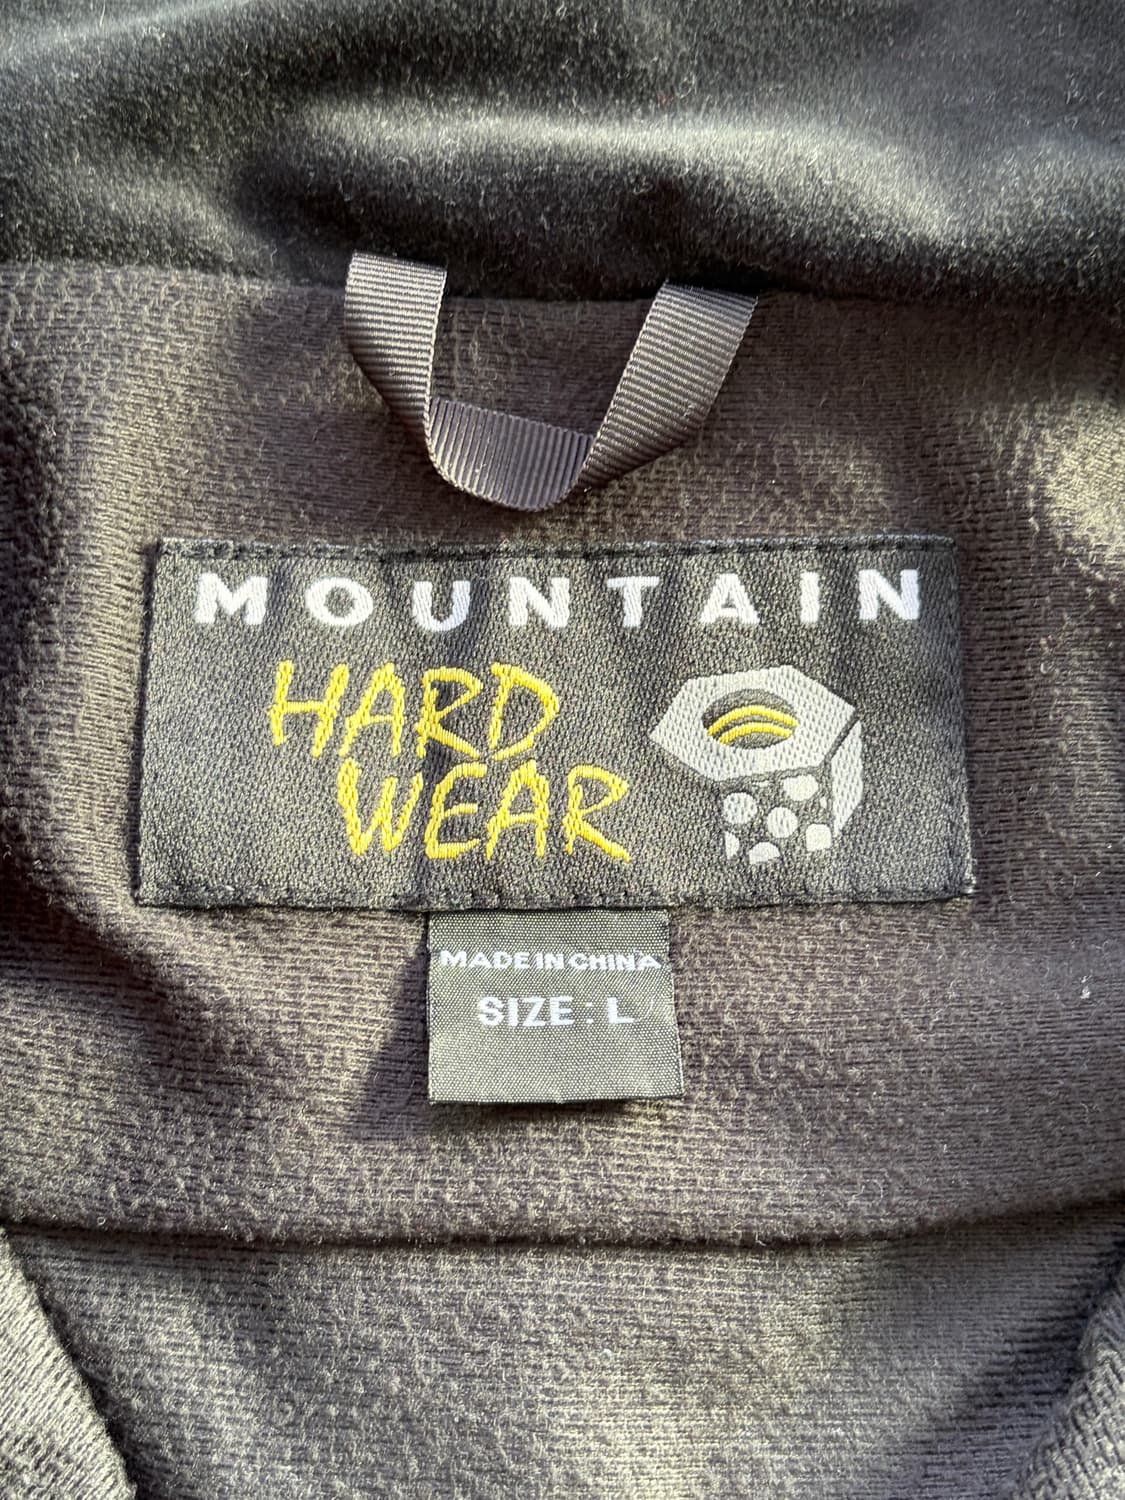 MOUNTAIN
HARD
WEAR
MADE IN CHINA
SIZE : L